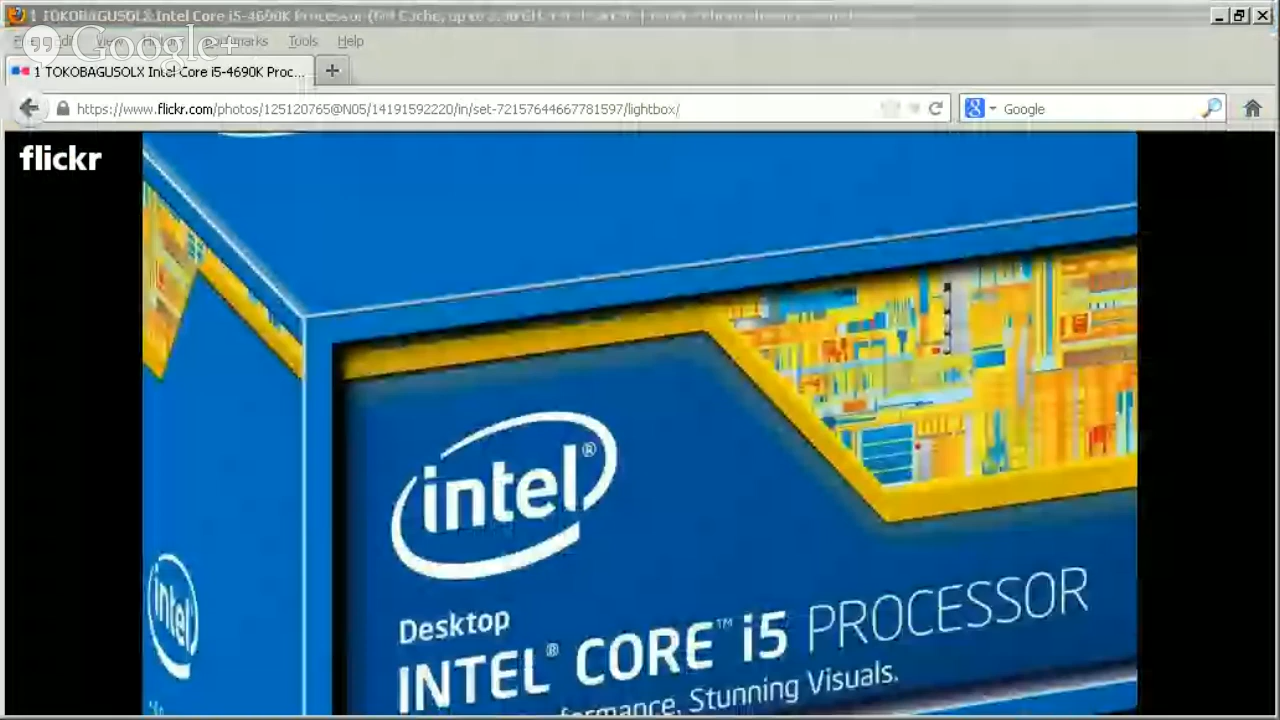 1 TOKOBAGUSOLX Intel Core i5-4690K Processor
Google+
Tools Help
1 TOKOBAGUSOLX Intel Core i5-4690K Proc...
https://www.flickr.com/photos/125120765@N05/14191592220/in/set-72157644667781597/lightbox/
Google
flickr
intel®
intel
Desktop
INTEL® CORE™ i5 PROCESSOR
Stunning Visuals.